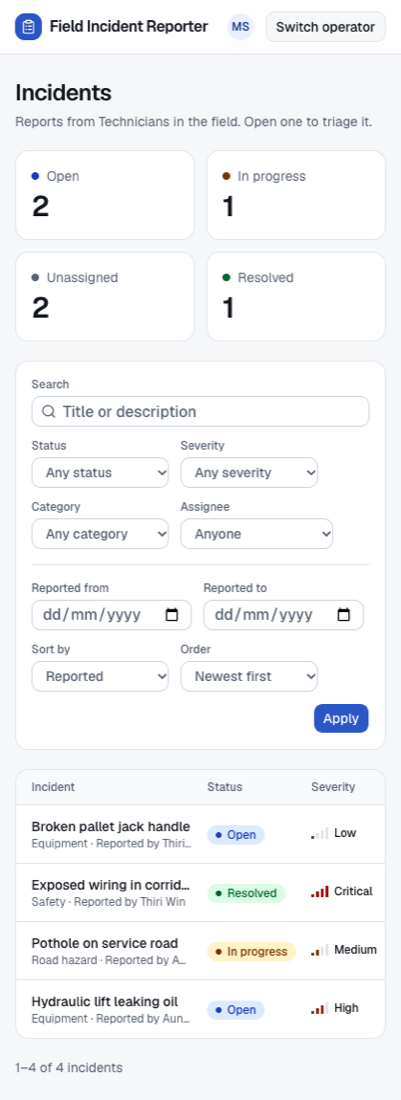 Field Incident Reporter MS Switch operator
Incidents
Reports from Technicians in the field. Open one to triage it.
Open
2
In progress
1
Unassigned
2
Resolved
1
Search
Title or description
Status Severity
Any status Any severity
Category Assignee
Any category Anyone
Reported from Reported to
dd/mm/yyyy dd/mm/yyyy
Sort by Order
Reported Newest first
Apply
Incident Status Severity
Broken pallet jack handle Open Low
Equipment · Reported by Thiri...
Exposed wiring in corrid... Resolved Critical
Safety · Reported by Thiri Win
Pothole on service road In progress Medium
Road hazard · Reported by A...
Hydraulic lift leaking oil Open High
Equipment · Reported by Aun...
1–4 of 4 incidents